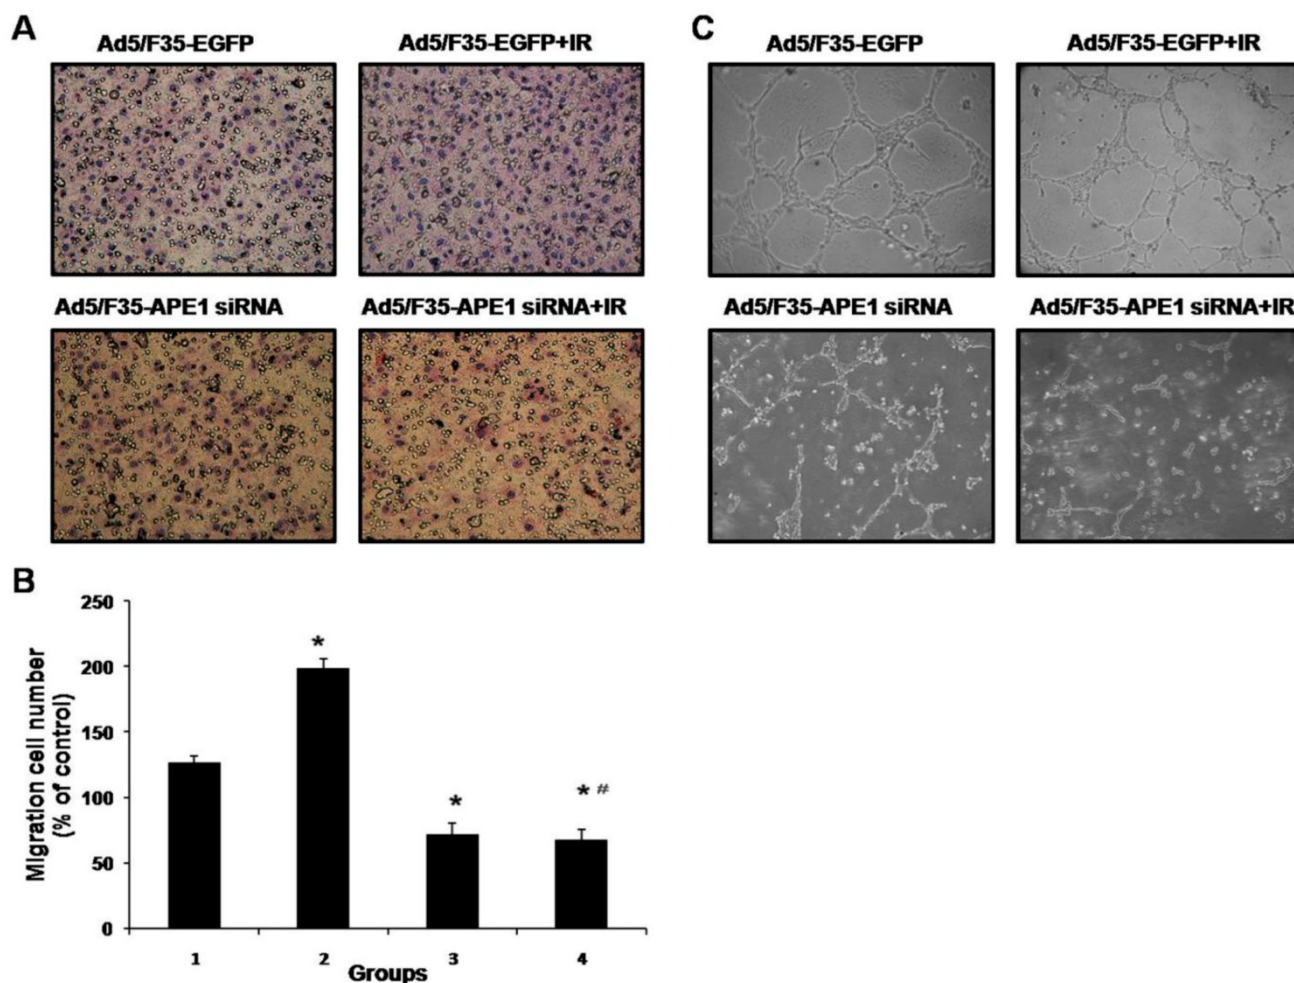 A
Ad5/F35-EGFP
Ad5/F35-EGFP+IR
Ad5/F35-APE1 siRNA
Ad5/F35-APE1 siRNA+IR
C
Ad5/F35-EGFP
Ad5/F35-EGFP+IR
Ad5/F35-APE1 siRNA
Ad5/F35-APE1 siRNA+IR
B
Migration cell number
(% of control)
250
200
150
100
50
0
*
*
* #
1 2 3 4
Groups